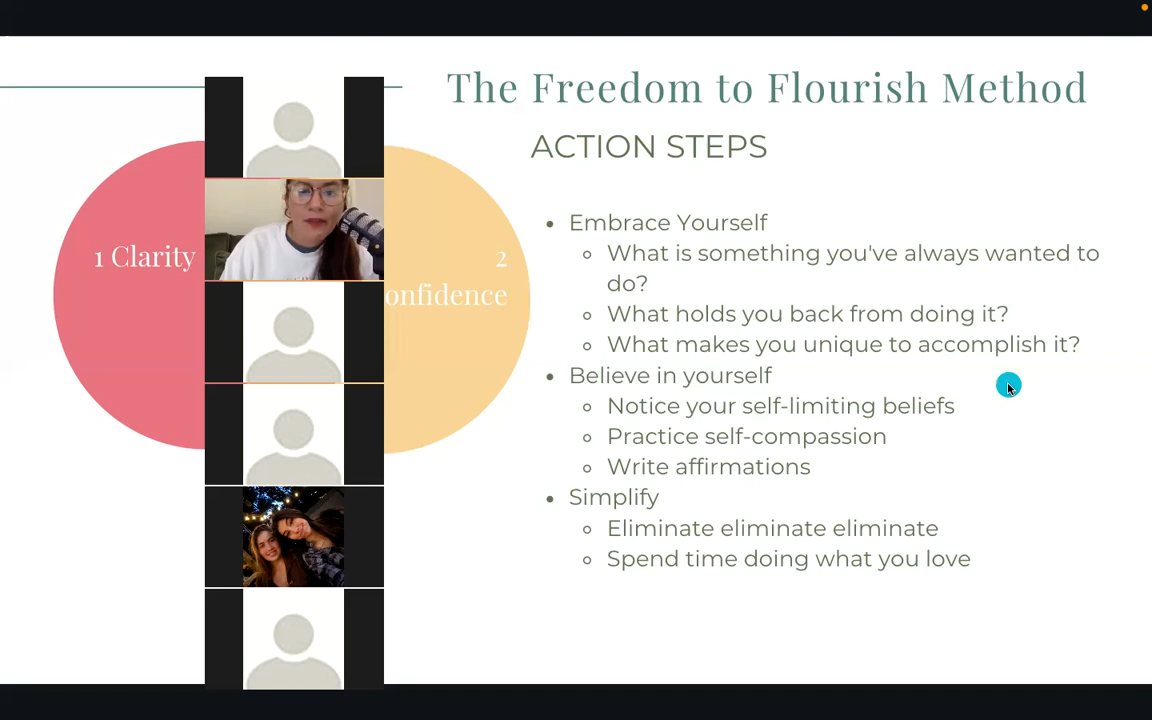 The Freedom to Flourish Method
ACTION STEPS
1 Clarity
2
onfidence
• Embrace Yourself
◦ What is something you've always wanted to
do?
◦ What holds you back from doing it?
◦ What makes you unique to accomplish it?
• Believe in yourself
◦ Notice your self-limiting beliefs
◦ Practice self-compassion
◦ Write affirmations
• Simplify
◦ Eliminate eliminate eliminate
◦ Spend time doing what you love